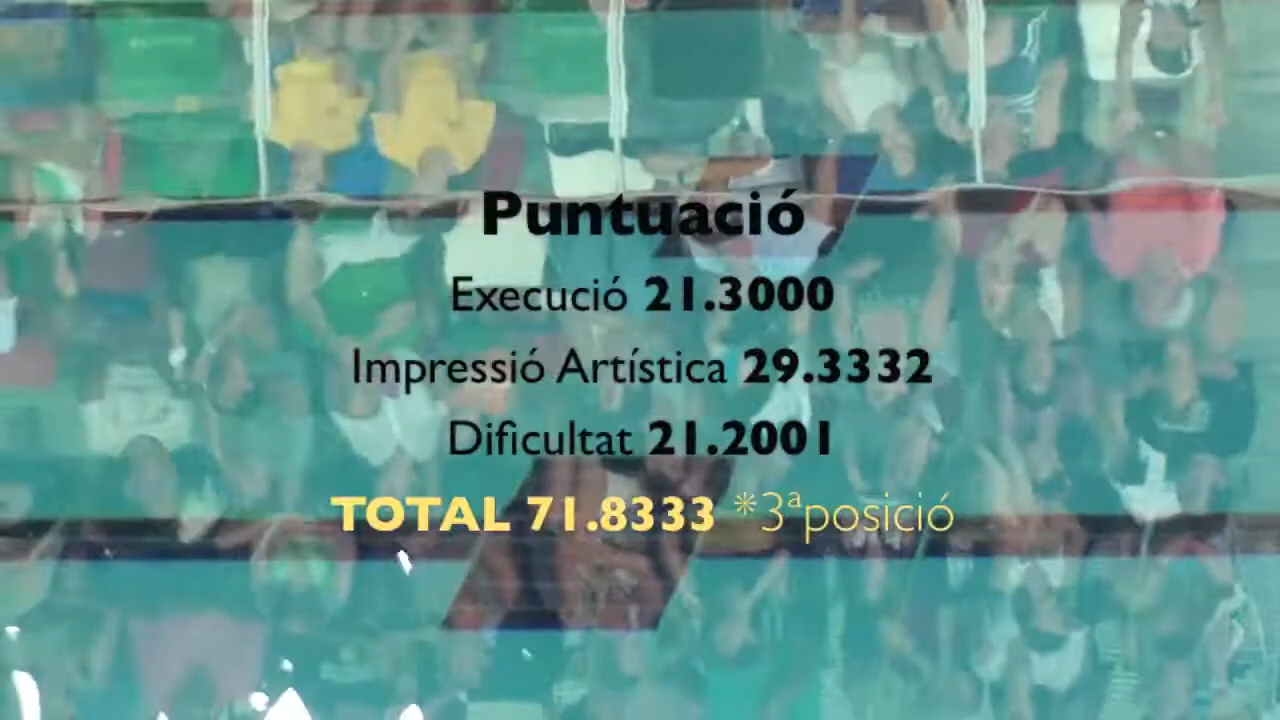 Puntuació
Execució 21.3000
Impressió Artística 29.3332
Dificultat 21.2001
TOTAL 71.8333 *3ªposició